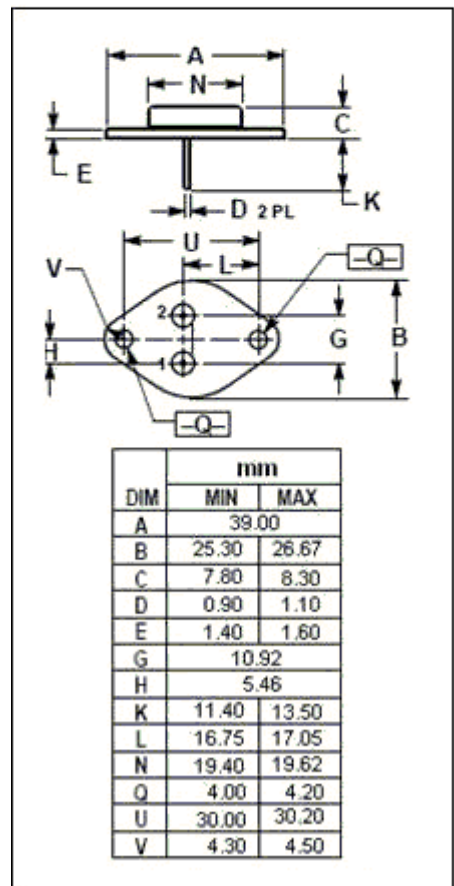 A
N
C
E
K
D 2 PL
U
L
V
-Q-
2
H
G
B
1
-Q-
mm
DIM MIN MAX
A 39.00
B 25.30 26.67
C 7.80 8.30
D 0.90 1.10
E 1.40 1.60
G 10.92
H 5.46
K 11.40 13.50
L 16.75 17.05
N 19.40 19.62
Q 4.00 4.20
U 30.00 30.20
V 4.30 4.50